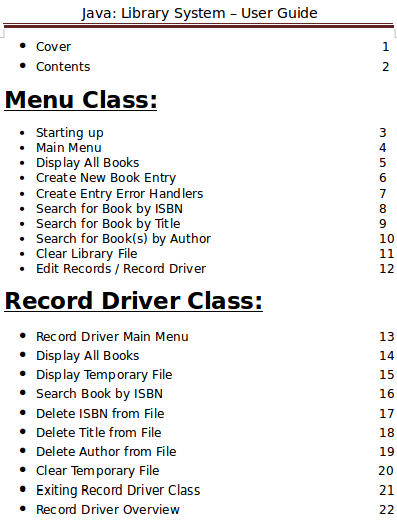 Java: Library System – User Guide
Cover 1
Contents 2
Menu Class:
Starting up 3
Main Menu 4
Display All Books 5
Create New Book Entry 6
Create Entry Error Handlers 7
Search for Book by ISBN 8
Search for Book by Title 9
Search for Book(s) by Author 10
Clear Library File 11
Edit Records / Record Driver 12
Record Driver Class:
Record Driver Main Menu 13
Display All Books 14
Display Temporary File 15
Search Book by ISBN 16
Delete ISBN from File 17
Delete Title from File 18
Delete Author from File 19
Clear Temporary File 20
Exiting Record Driver Class 21
Record Driver Overview 22